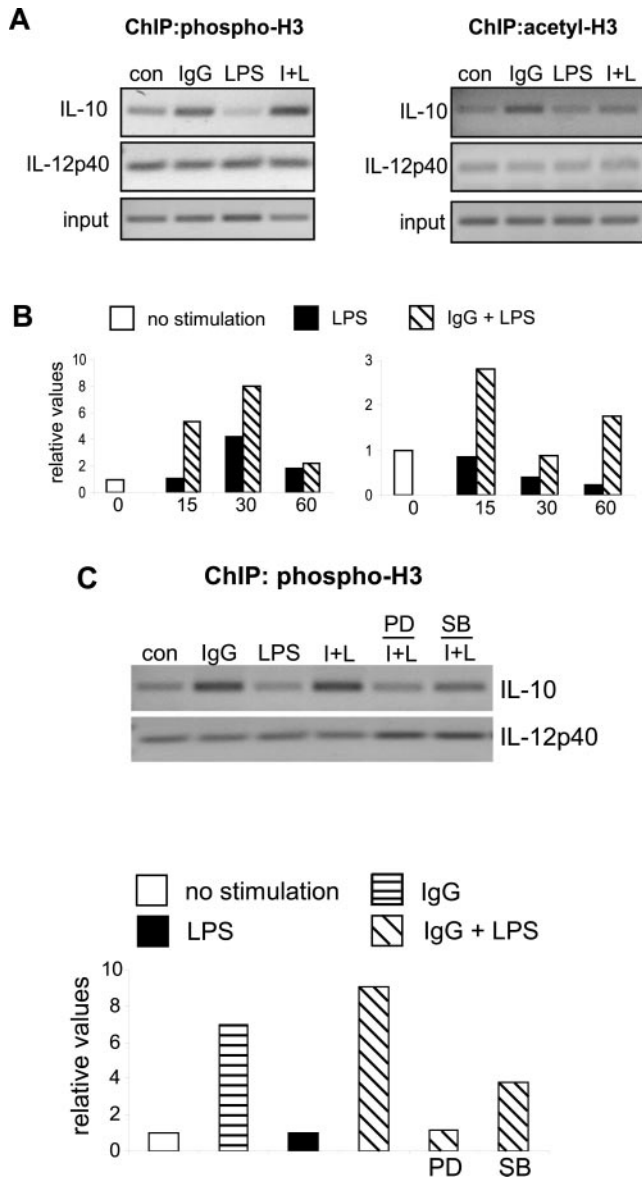 A
ChIP:phospho-H3
con IgG LPS I+L
IL-10
IL-12p40
input
ChIP:acetyl-H3
con IgG LPS I+L
IL-10
IL-12p40
input
B
no stimulation LPS IgG + LPS
relative values
10
8
6
4
2
0
0 15 30 60
3
2
1
0
0 15 30 60
C ChIP: phospho-H3
PD SB
con IgG LPS I+L I+L I+L
IL-10
IL-12p40
no stimulation IgG
LPS IgG + LPS
relative values
10
8
6
4
2
0
PD SB